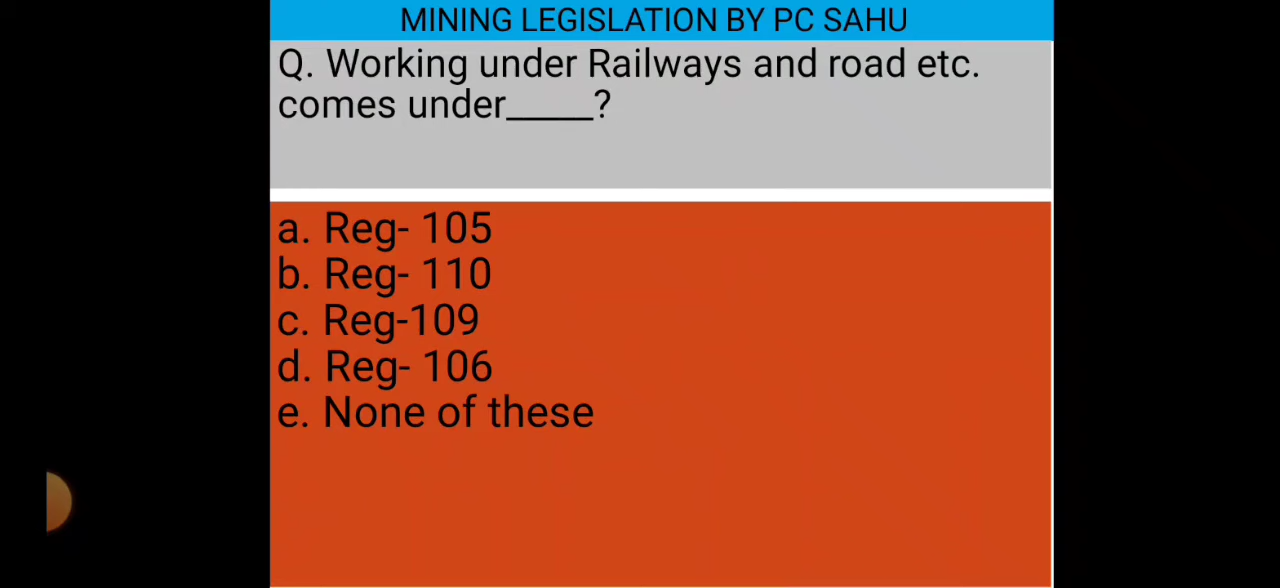 MINING LEGISLATION BY PC SAHU
Q. Working under Railways and road etc.
comes under_____?
a. Reg- 105
b. Reg- 110
c. Reg-109
d. Reg- 106
e. None of these